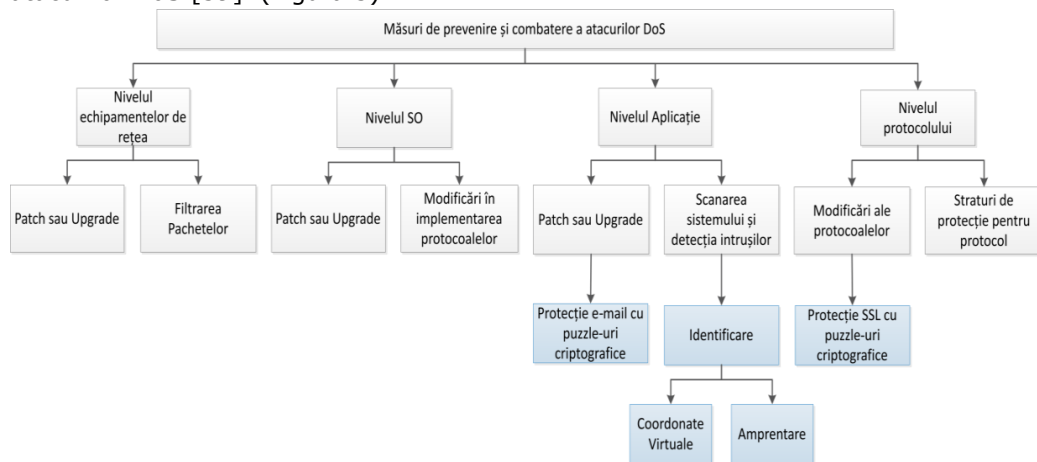 Măsuri de prevenire și combatere a atacurilor DoS
Nivelul
echipamentelor de
rețea
Nivelul SO
Nivelul Aplicație
Nivelul
protocolului
Patch sau Upgrade
Filtrarea
Pachetelor
Patch sau Upgrade
Modificări în
implementarea
protocoalelor
Patch sau Upgrade
Scanarea
sistemului și
detecția intrușilor
Modificări ale
protocoalelor
Straturi de
protecție pentru
protocol
Protecție e-mail cu
puzzle-uri
criptografice
Identificare
Protecție SSL cu
puzzle-uri
criptografice
Coordonate
Virtuale
Amprentare